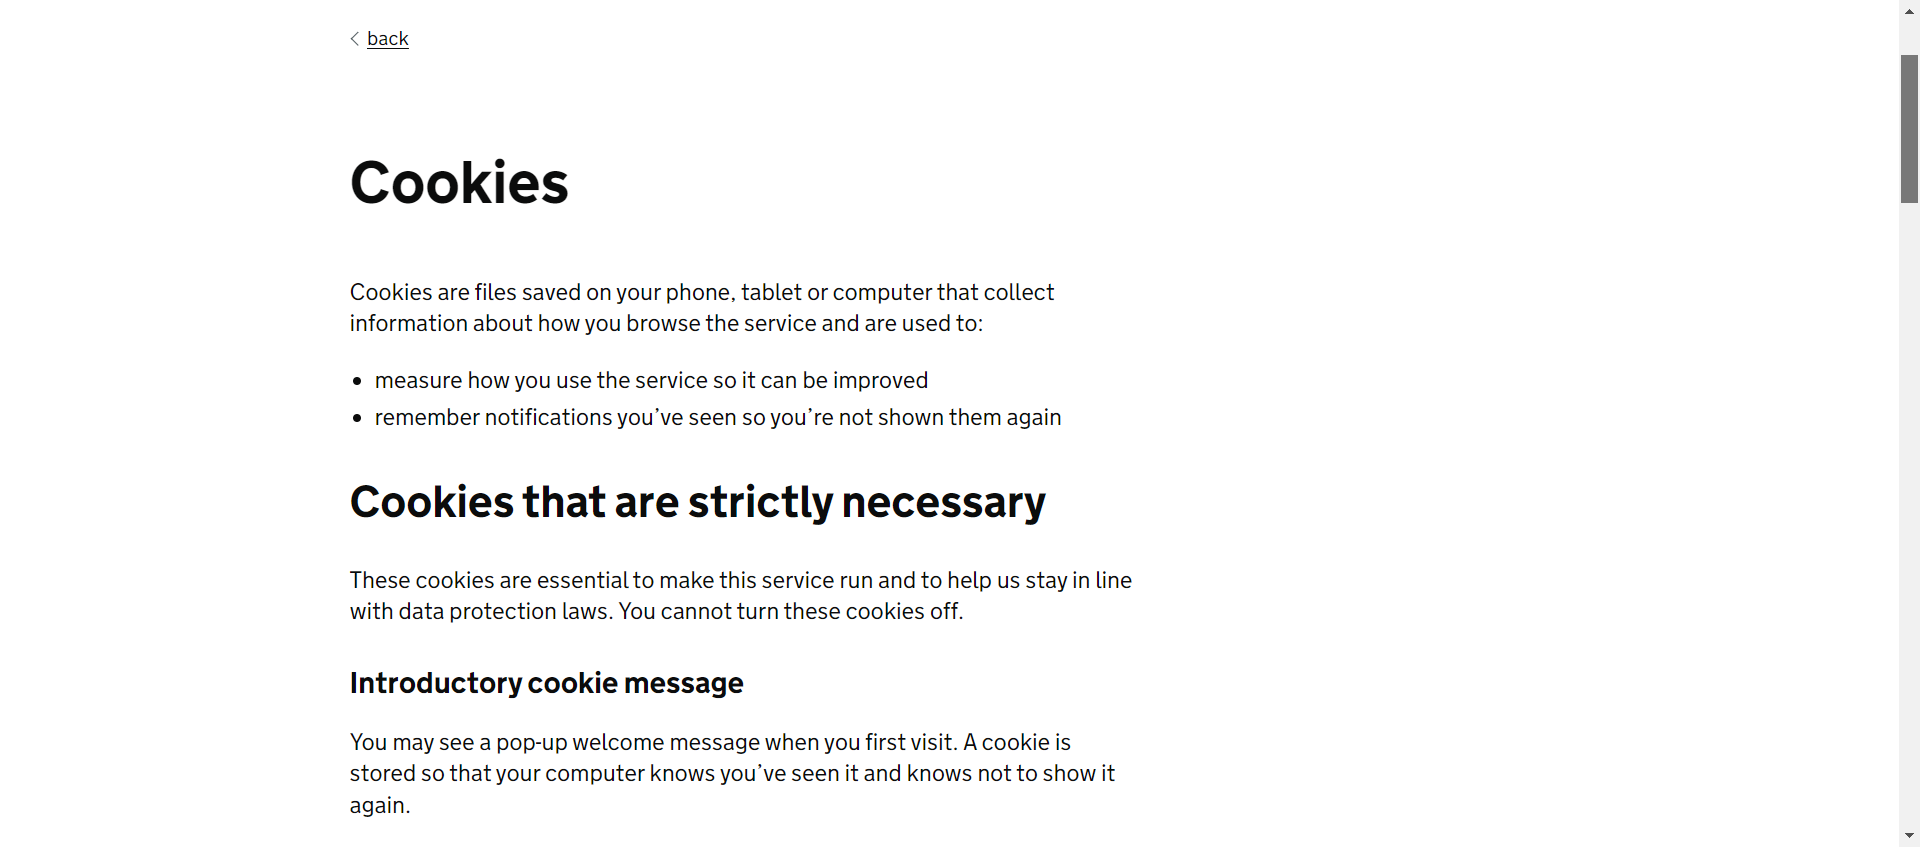 back
Cookies
Cookies are files saved on your phone, tablet or computer that collect
information about how you browse the service and are used to:
• measure how you use the service so it can be improved
• remember notifications you’ve seen so you’re not shown them again
Cookies that are strictly necessary
These cookies are essential to make this service run and to help us stay in line
with data protection laws. You cannot turn these cookies off.
Introductory cookie message
You may see a pop-up welcome message when you first visit. A cookie is
stored so that your computer knows you’ve seen it and knows not to show it
again.